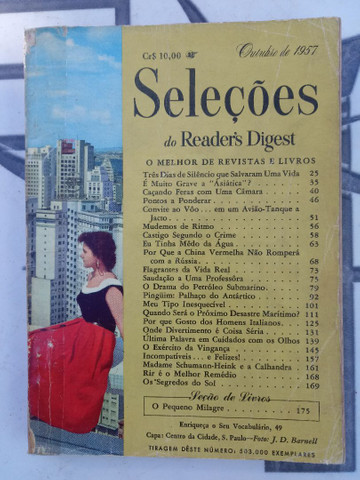 Cr$ 10,00
Outubro de 1957
Seleções
do Reader's Digest
O MELHOR DE REVISTAS E LIVROS
Três Dias de Silêncio que Salvaram Uma Vida 25
É Muito Grave a "Asiática"? 35
Caçando Feras com Uma Câmara 40
Pontos a Ponderar 46
Convite ao Vôo... em um Avião-Tanque a
Jacto 51
Mudemos de Ritmo 56
Castigo Segundo o Crime 58
Eu Tinha Mêdo da Água 63
Por Que a China Vermelha Não Romperá
com a Rússia 68
Flagrantes da Vida Real 73
Saudação a Uma Professôra 75
O Drama do Petróleo Submarino 79
Pingüim: Palhaço do Antártico 92
Meu Tipo Inesquecível 101
Quando Será o Próximo Desastre Marítimo? 111
Por que Gosto dos Homens Italianos 125
Onde Divertimento é Coisa Séria 131
Última Palavra em Cuidados com os Olhos 139
O Exército da Vingança 145
Incompatíveis... e Felizes! 157
Madame Schumann-Heink e a Calhandra 161
Rir é o Melhor Remédio 168
Os Segredos do Sol 169
Seção de Livros
O Pequeno Milagre 175
Enriqueça o Seu Vocabulário, 49
Capa: Centro da Cidade, S. Paulo—Foto: J. D. Barnell
TIRAGEM DÊSTE NÚMERO: 503.000 EXEMPLARES